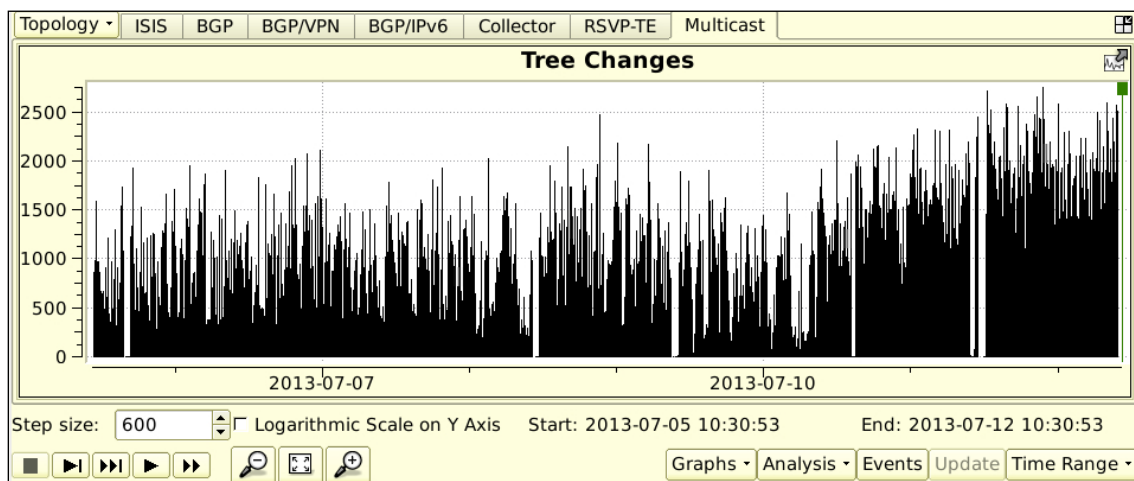 Topology ISIS BGP BGP/VPN BGP/IPv6 Collector RSVP-TE Multicast
Tree Changes
2500
2000
1500
1000
500
0
2013-07-07 2013-07-10
Step size: 600 Logarithmic Scale on Y Axis Start: 2013-07-05 10:30:53 End: 2013-07-12 10:30:53
Graphs Analysis Events Update Time Range